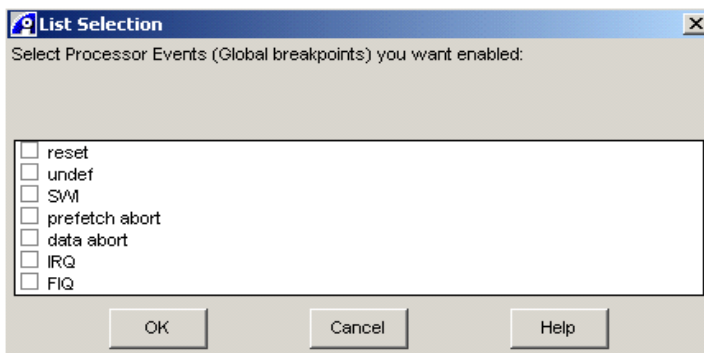 List Selection
Select Processor Events (Global breakpoints) you want enabled:
reset
undef
SWI
prefetch abort
data abort
IRQ
FIQ
OK Cancel Help